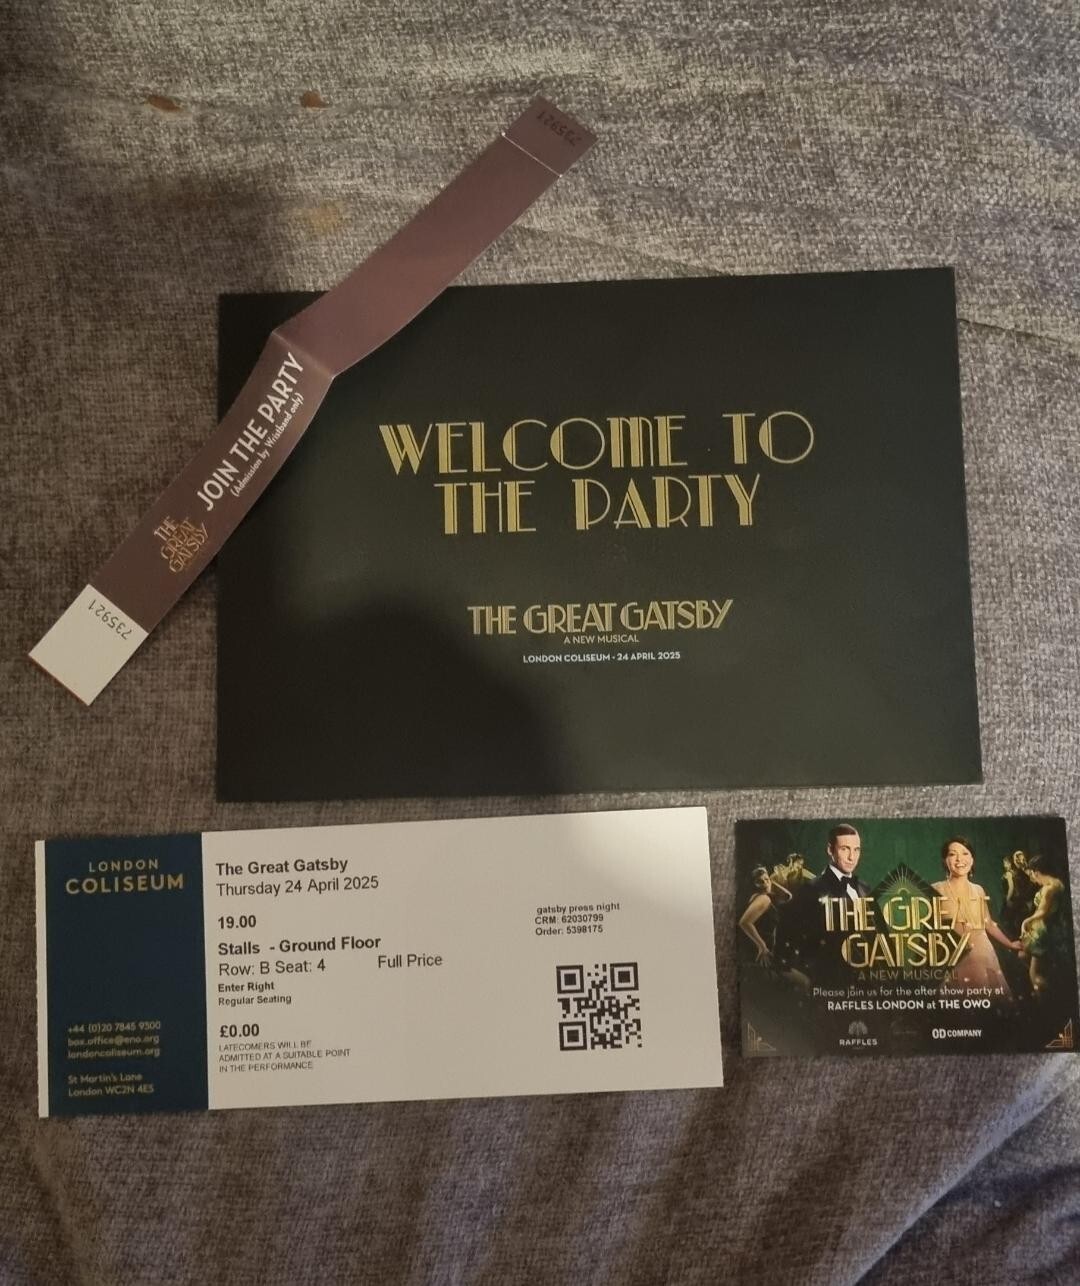 735921
JOIN THE PARTY
(Admission by Wristband only)
THE
GREAT
GATSBY
735921
WELCOME TO
THE PARTY
THE GREAT GATSBY
A NEW MUSICAL
LONDON COLISEUM - 24 APRIL 2025
LONDON
COLISEUM
+44 (0)20 7845 9300
box.office@eno.org
londoncoliseum.org
St Martin's Lane
London WC2N 4ES
The Great Gatsby
Thursday 24 April 2025
19.00
Stalls - Ground Floor
Row: B Seat: 4 Full Price
Enter Right
Regular Seating
£0.00
LATECOMERS WILL BE
ADMITTED AT A SUITABLE POINT
IN THE PERFORMANCE
gatsby press night
CRM: 62030799
Order: 5398175
THE GREAT
GATSBY
A NEW MUSICAL
Please join us for the after show party at
RAFFLES LONDON at THE OWO
RAFFLES
OD COMPANY